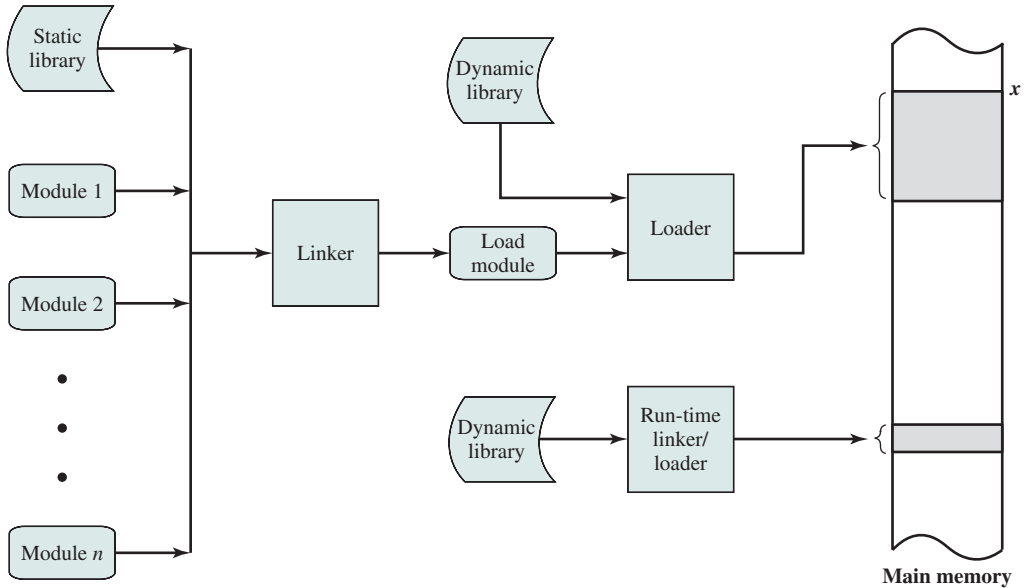 Static
library
Module 1
Module 2
Module n
Linker
Dynamic
library
Load
module
Loader
Dynamic
library
Run-time
linker/
loader
x
Main memory